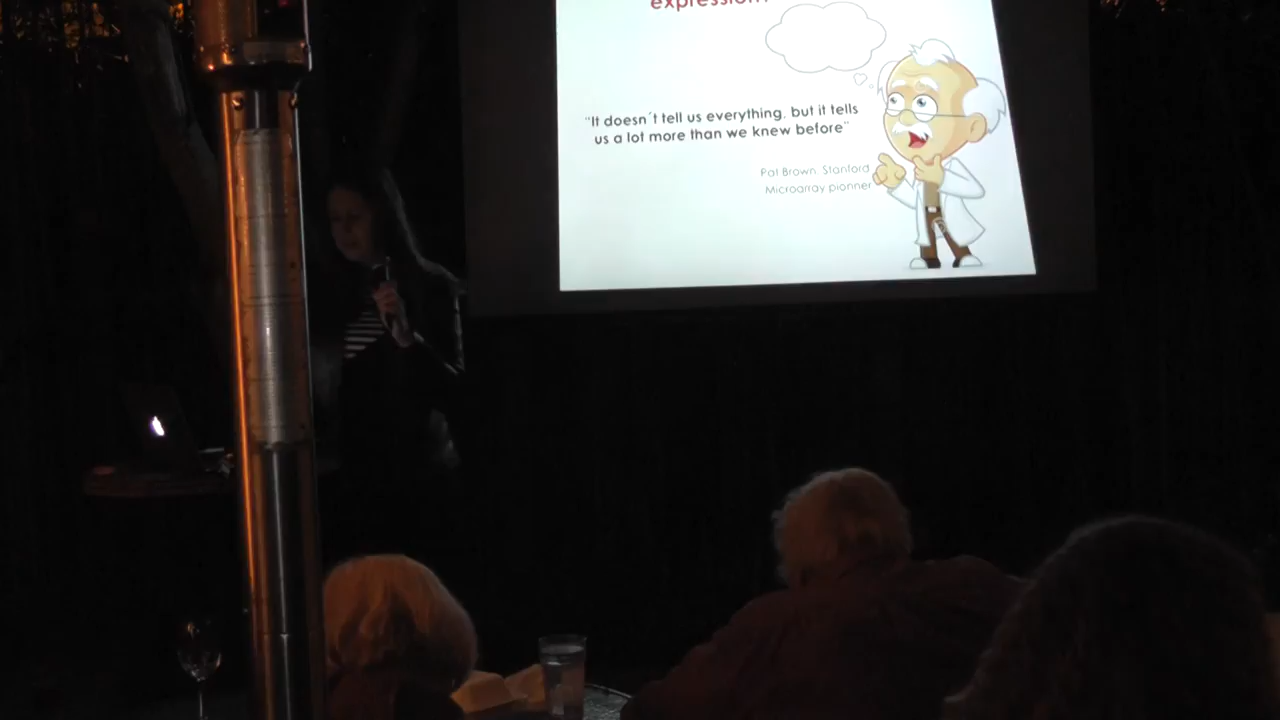 expression?
"It doesn´t tell us everything, but it tells
us a lot more than we knew before"
Pat Brown, Stanford
Microarray pionner